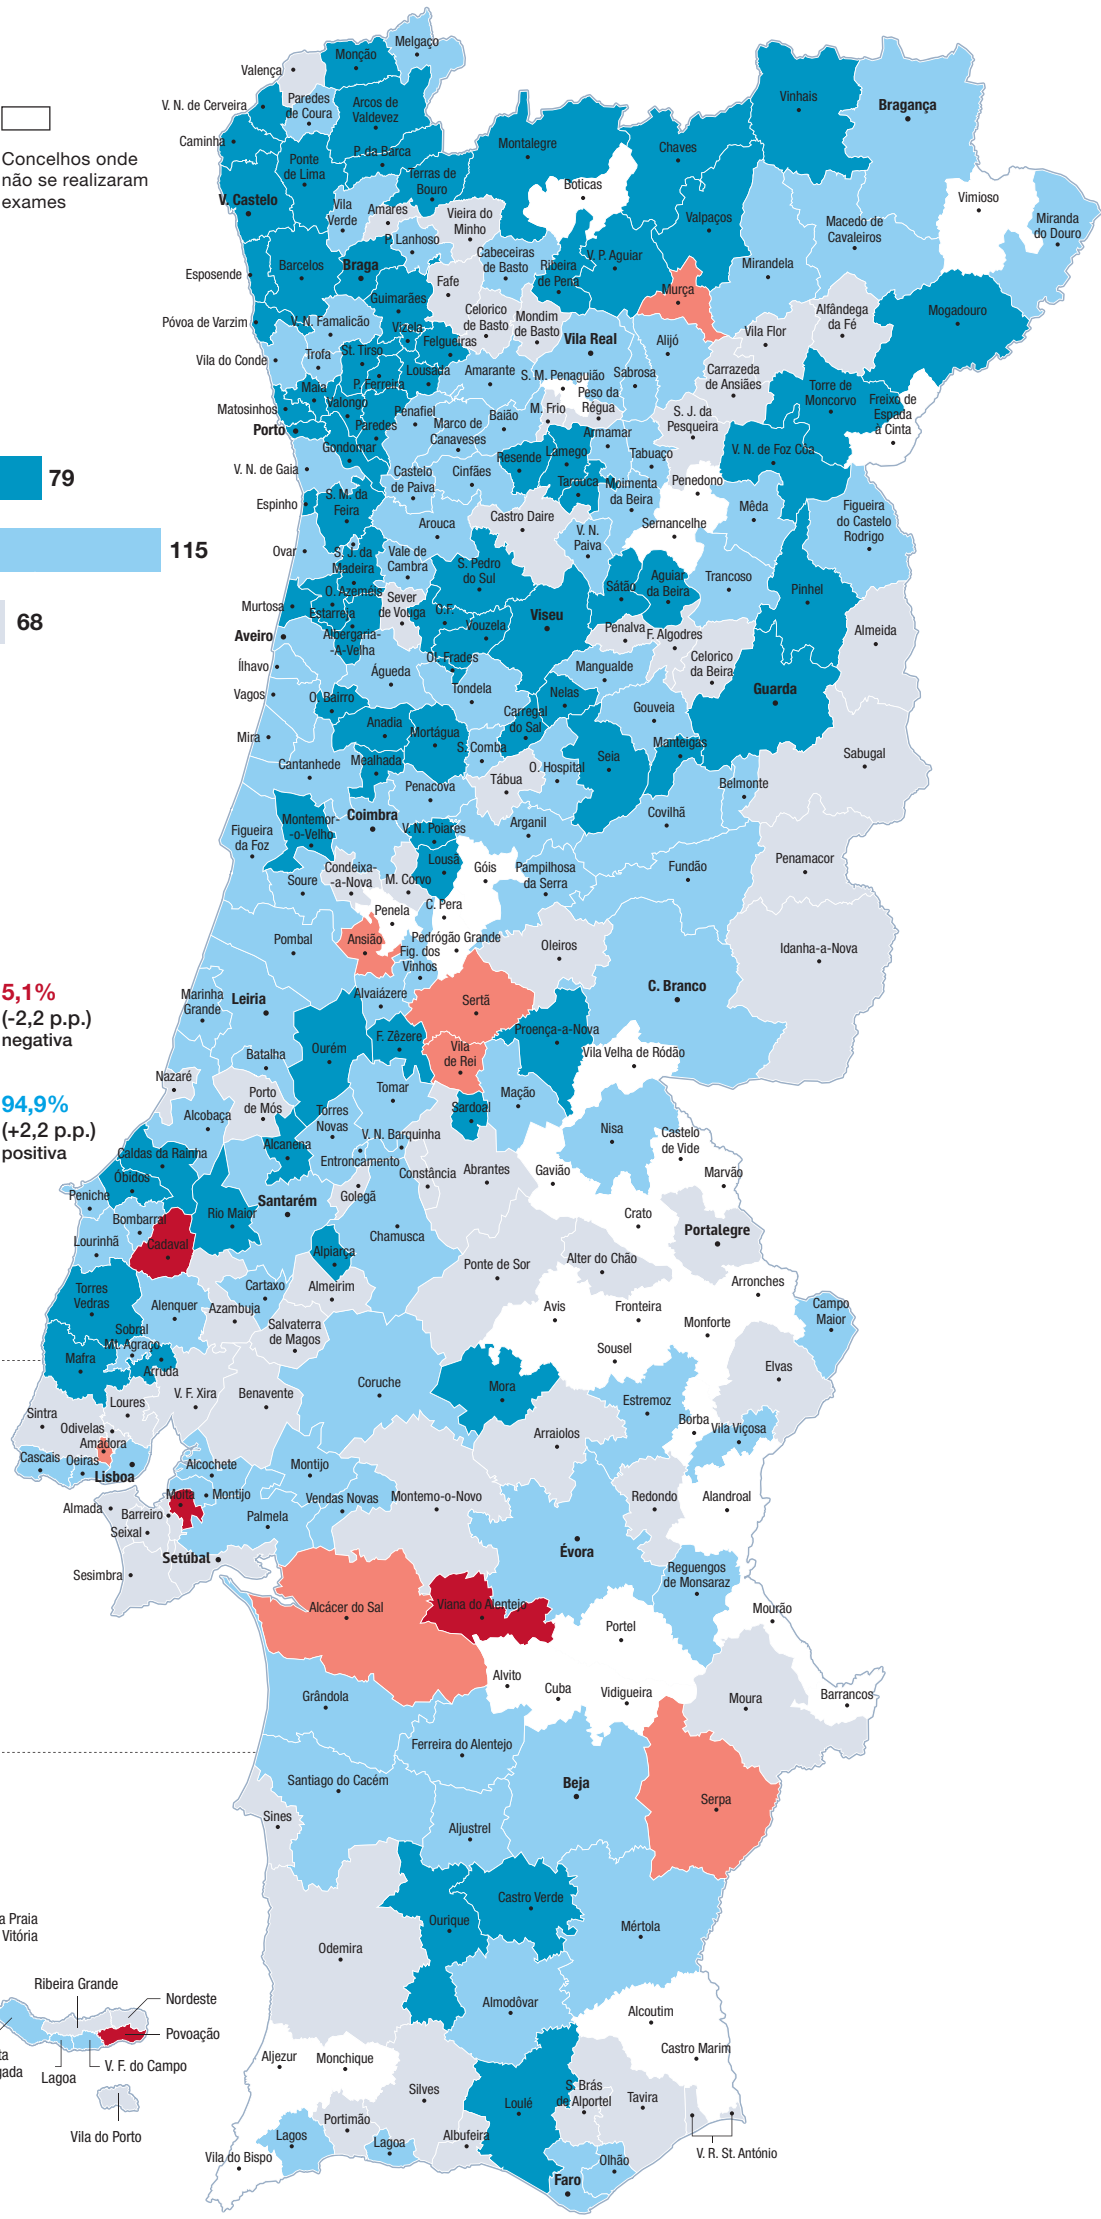 Concelhos onde
não se realizaram
exames
79
115
68
5,1%
(-2,2 p.p.)
negativa
94,9%
(+2,2 p.p.)
positiva
Melgaço
Monção
Valença
V. N. de Cerveira
Paredes
de Coura
Arcos de
Valdevez
Caminha
P. da Barca
Ponte
de Lima
Terras de
Bouro
V. Castelo
Vila
Verde
Amares
Vieira do
Minho
P. Lanhoso
Montalegre
Boticas
Chaves
Vinhais
Bragança
Vimioso
Miranda
do Douro
Macedo de
Cavaleiros
Valpaços
V. P. Aguiar
Mirandela
Cabeceiras
de Basto
Ribeira
de Pena
Esposende
Barcelos
Braga
Fafe
Murça
Guimarães
Celorico
de Basto
Mondim
de Basto
Alfândega
da Fé
Mogadouro
Póvoa de Varzim
V. N. Famalicão
Vizela
Felgueiras
Vila Real
Alijó
Vila Flor
Vila do Conde
Trofa
St. Tirso
Lousada
Amarante
S. M. Penaguião
Sabrosa
Carrazeda
de Ansiães
Torre de
Moncorvo
Freixo de
Espada
à Cinta
Maia
P. Ferreira
Peso da
Régua
Matosinhos
Valongo
Penafiel
Baião
M. Frio
S. J. da
Pesqueira
Porto
Paredes
Marco de
Canaveses
Armamar
Gondomar
Resende
Lamego
Tabuaço
V. N. de Foz Côa
V. N. de Gaia
Castelo
de Paiva
Cinfães
Tarouca
Moimenta
da Beira
Penedono
Espinho
S. M. da
Feira
Arouca
Castro Daire
Sernancelhe
Mêda
Figueira
do Castelo
Rodrigo
V. N.
Paiva
Ovar
S. J. da
Madeira
Vale de
Cambra
S. Pedro
do Sul
Sátão
Aguiar
da Beira
Trancoso
Pinhel
O. Azeméis
Sever
de Vouga
Murtosa
Estarreja
O.F.
Vouzela
Viseu
Penalva
F. Algodres
Almeida
Aveiro
Albergaria-
-A-Velha
Ol. Frades
Celorico
da Beira
Ílhavo
Águeda
Mangualde
Guarda
Vagos
O. Bairro
Tondela
Nelas
Gouveia
Carregal
do Sal
Anadia
Mortágua
Mira
S. Comba
Seia
Manteigas
Sabugal
Cantanhede
Mealhada
Tábua
O. Hospital
Belmonte
Penacova
Covilhã
Montemor-
-o-Velho
Coimbra
V. N. Poiares
Arganil
Figueira
da Foz
Lousã
Góis
Pampilhosa
da Serra
Fundão
Penamacor
Condeixa-
-a-Nova
M. Corvo
Soure
Penela
C. Pera
Pombal
Ansião
Pedrógão Grande
Oleiros
Idanha-a-Nova
Fig. dos
Vinhos
Marinha
Grande
Leiria
Alvaiázere
Sertã
C. Branco
F. Zêzere
Proença-a-Nova
Batalha
Ourém
Vila
de Rei
Vila Velha de Ródão
Nazaré
Porto
de Mós
Tomar
Mação
Alcobaça
Torres
Novas
Sardoal
Nisa
Castelo
de Vide
V. N. Barquinha
Caldas da Rainha
Alcanena
Entroncamento
Constância
Abrantes
Gavião
Marvão
Óbidos
Golegã
Peniche
Rio Maior
Santarém
Crato
Portalegre
Bombarral
Chamusca
Lourinhã
Cadaval
Alpiarça
Ponte de Sor
Alter do Chão
Arronches
Torres
Vedras
Alenquer
Azambuja
Cartaxo
Almeirim
Avis
Fronteira
Monforte
Campo
Maior
Sobral
Mt. Agraço
Salvaterra
de Magos
Sousel
Mafra
Arruda
Elvas
V. F. Xira
Benavente
Coruche
Mora
Estremoz
Sintra
Loures
Arraiolos
Borba
Vila Viçosa
Odivelas
Amadora
Cascais
Oeiras
Lisboa
Alcochete
Montijo
Moita
Montijo
Vendas Novas
Montemo-o-Novo
Redondo
Alandroal
Almada
Barreiro
Palmela
Seixal
Évora
Setúbal
Sesimbra
Reguengos
de Monsaraz
Alcácer do Sal
Viana do Alentejo
Mourão
Portel
Alvito
Cuba
Vidigueira
Grândola
Moura
Barrancos
Ferreira do Alentejo
Santiago do Cacém
Beja
Serpa
Sines
Aljustrel
Castro Verde
Ourique
Mértola
Odemira
Almodôvar
Alcoutim
Castro Marim
Aljezur
Monchique
Silves
Loulé
S. Brás
de Alportel
Tavira
Portimão
Lagos
Lagoa
Albufeira
V. R. St. António
Vila do Bispo
Olhão
Faro
a Praia
Vitória
Ribeira Grande
Nordeste
Povoação
ta
gada
Lagoa
V. F. do Campo
Vila do Porto